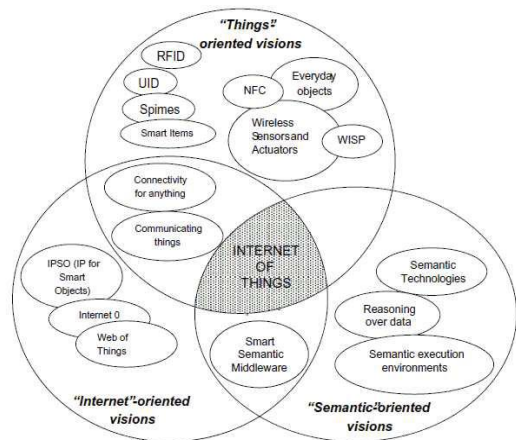 “Things”-
oriented visions
RFID
UID
Spimes
Smart Items
Everyday
objects
NFC
Wireless
Sensors and
Actuators
WISP
Connectivity
for anything
Communicating
things
INTERNET
OF
THINGS
IPSO (IP for
Smart
Objects)
Internet 0
Web of
Things
Semantic
Technologies
Reasoning
over data
Semantic execution
environments
Smart
Semantic
Middleware
“Internet”-oriented
visions
“Semantic”-oriented
visions